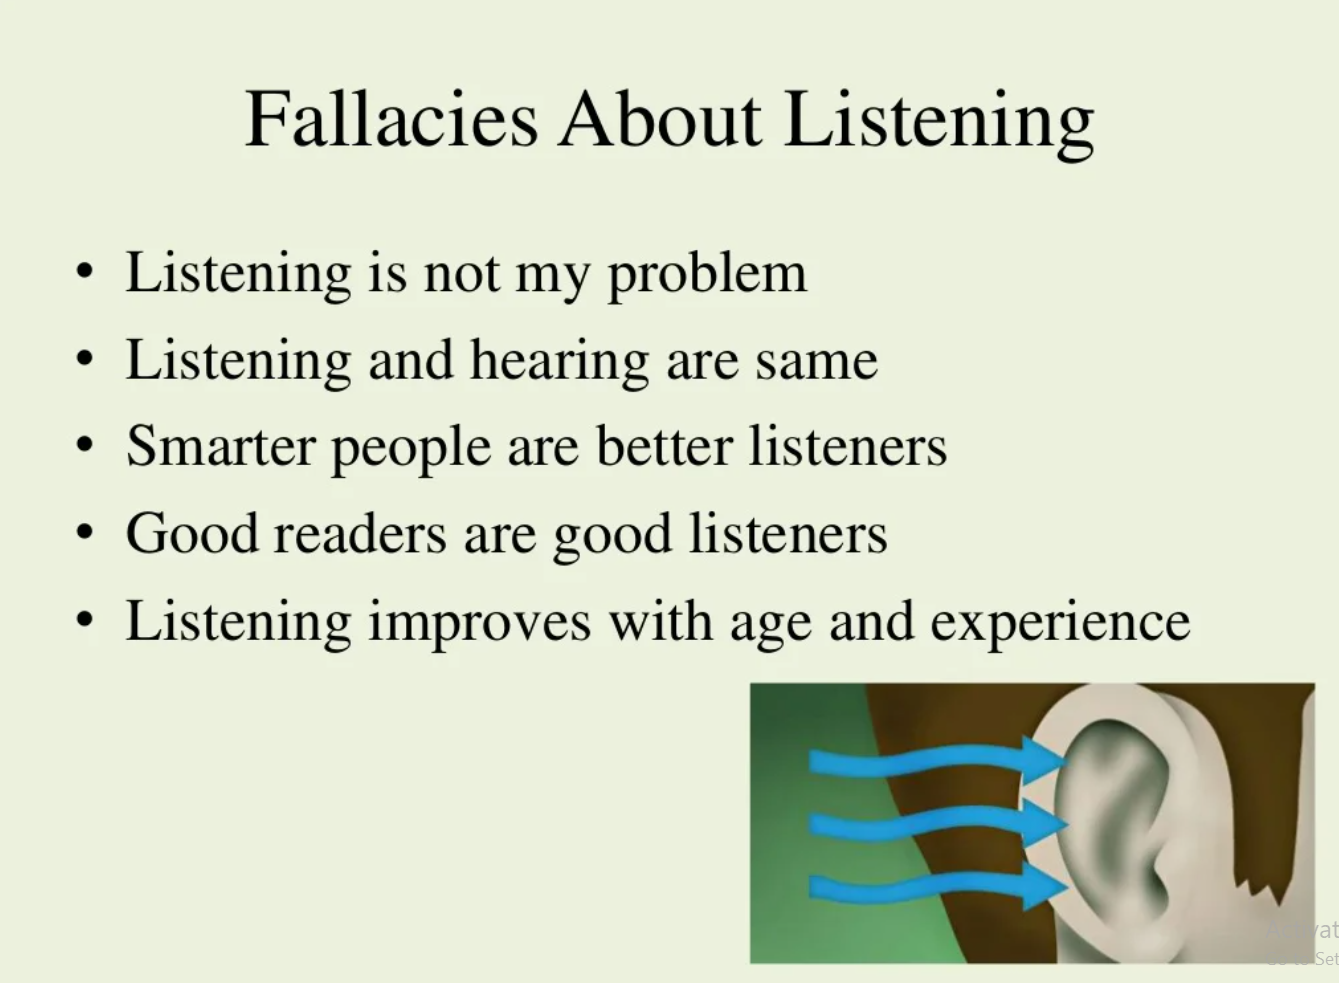 Fallacies About Listening
• Listening is not my problem
• Listening and hearing are same
• Smarter people are better listeners
• Good readers are good listeners
• Listening improves with age and experience